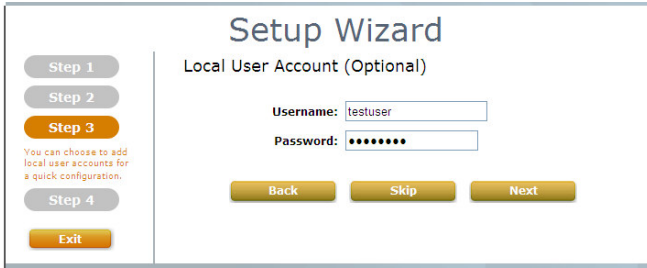 Setup Wizard
Step 1
Step 2
Step 3
You can choose to add
local user accounts for
a quick configuration.
Step 4
Exit
Local User Account (Optional)
Username: testuser
Password: ●●●●●●●●
Back Skip Next